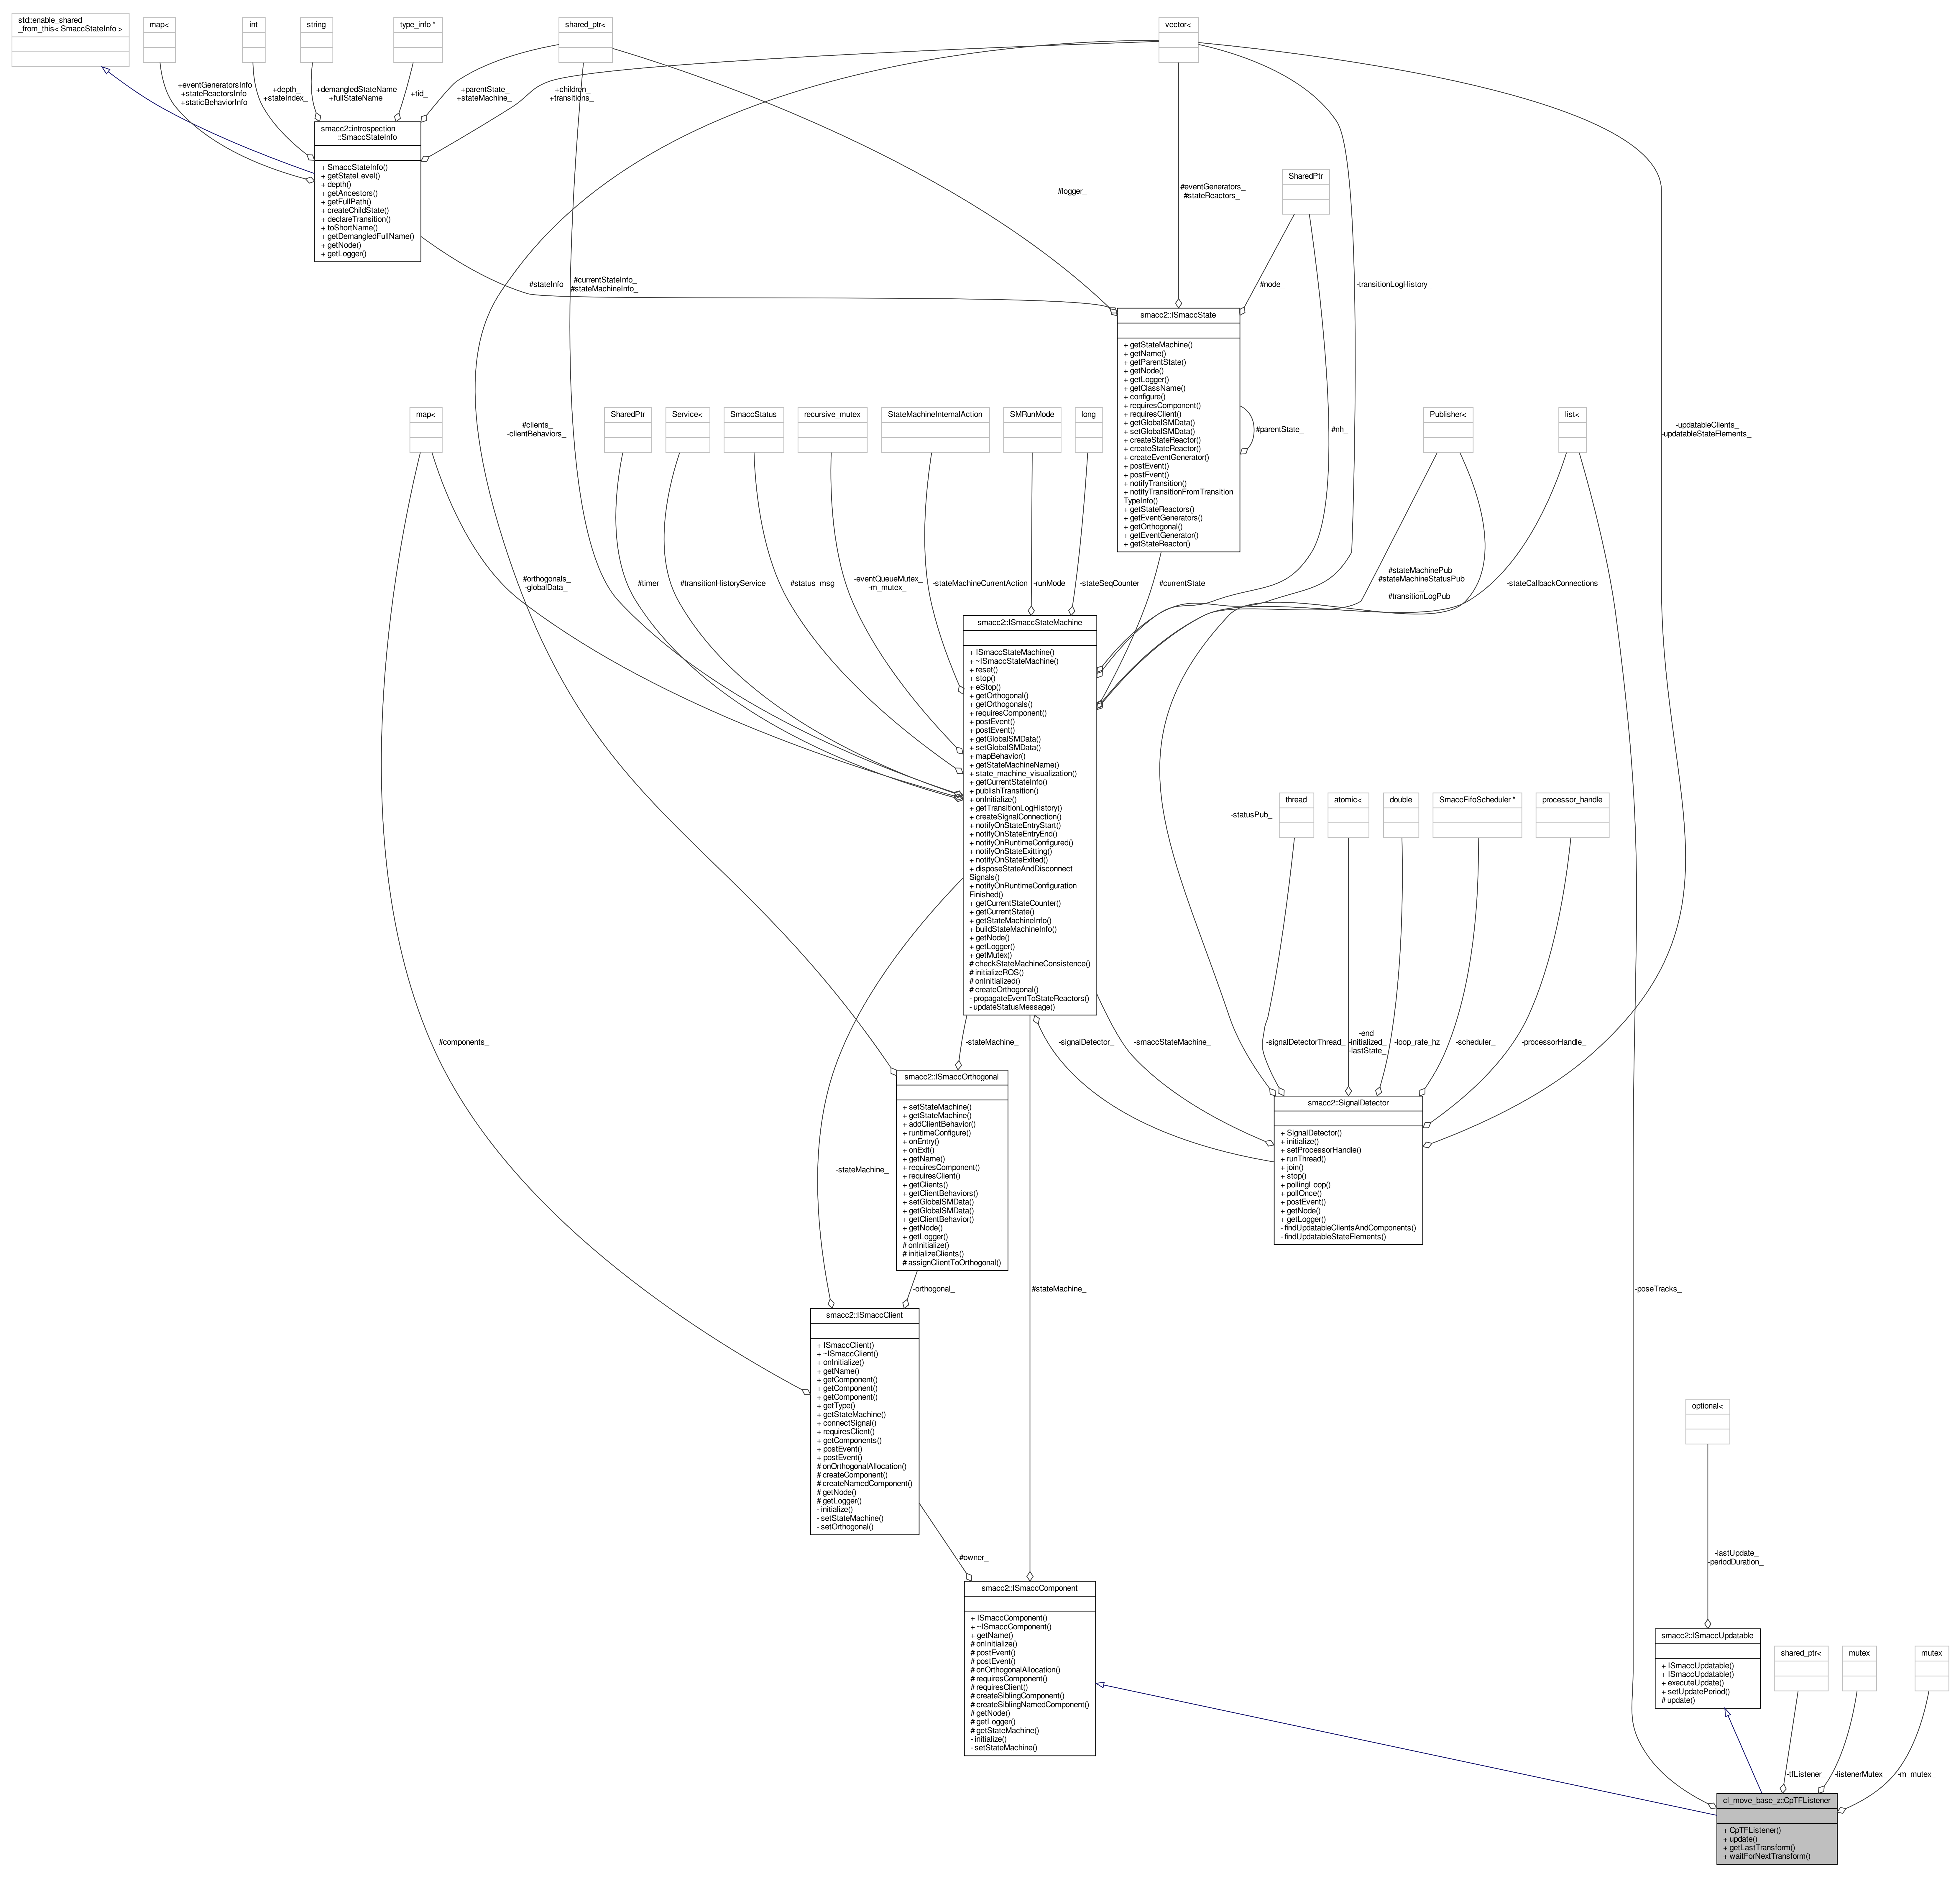 std::enable_shared
_from_this< SmaccStateInfo >
map<
int
string
type_info *
shared_ptr<
vector<
+eventGeneratorsInfo
+stateReactorsInfo
+staticBehaviorInfo
+depth_
+stateIndex_
+demangledStateName
+fullStateName
+tid_
+parentState_
+stateMachine_
+children_
+transitions_
smacc2::introspection
::SmaccStateInfo
+ SmaccStateInfo()
+ getStateLevel()
+ depth()
+ getAncestors()
+ getFullPath()
+ createChildState()
+ declareTransition()
+ toShortName()
+ getDemangledFullName()
+ getNode()
+ getLogger()
#logger_
#eventGenerators_
#stateReactors_
SharedPtr
#stateInfo_
#currentStateInfo_
#stateMachineInfo_
#node_
-transitionLogHistory_
smacc2::ISmaccState
+ getStateMachine()
+ getName()
+ getParentState()
+ getNode()
+ getLogger()
+ getClassName()
+ configure()
+ requiresComponent()
+ requiresClient()
+ getGlobalSMData()
+ setGlobalSMData()
+ createStateReactor()
+ createStateReactor()
+ createEventGenerator()
+ postEvent()
+ postEvent()
+ notifyTransition()
+ notifyTransitionFromTransition
TypeInfo()
+ getStateReactors()
+ getEventGenerators()
+ getOrthogonal()
+ getEventGenerator()
+ getStateReactor()
#parentState_
#nh_
map<
#clients_
-clientBehaviors_
SharedPtr
Service<
SmaccStatus
recursive_mutex
StateMachineInternalAction
SMRunMode
long
Publisher<
list<
-updatableClients_
-updatableStateElements_
#orthogonals_
-globalData_
#timer_
#transitionHistoryService_
#status_msg_
-eventQueueMutex_
-m_mutex_
-stateMachineCurrentAction
-runMode_
-stateSeqCounter_
#currentState_
#stateMachinePub_
#stateMachineStatusPub
_
#transitionLogPub_
-stateCallbackConnections
smacc2::ISmaccStateMachine
+ ISmaccStateMachine()
+ ~ISmaccStateMachine()
+ reset()
+ stop()
+ eStop()
+ getOrthogonal()
+ getOrthogonals()
+ requiresComponent()
+ postEvent()
+ postEvent()
+ getGlobalSMData()
+ setGlobalSMData()
+ mapBehavior()
+ getStateMachineName()
+ state_machine_visualization()
+ getCurrentStateInfo()
+ publishTransition()
+ onInitialize()
+ getTransitionLogHistory()
+ createSignalConnection()
+ notifyOnStateEntryStart()
+ notifyOnStateEntryEnd()
+ notifyOnRuntimeConfigured()
+ notifyOnStateExitting()
+ notifyOnStateExited()
+ disposeStateAndDisconnect
Signals()
+ notifyOnRuntimeConfiguration
Finished()
+ getCurrentStateCounter()
+ getCurrentState()
+ getStateMachineInfo()
+ buildStateMachineInfo()
+ getNode()
+ getLogger()
+ getMutex()
# checkStateMachineConsistence()
# initializeROS()
# onInitialized()
# createOrthogonal()
- propagateEventToStateReactors()
- updateStatusMessage()
-statusPub_
thread
atomic<
double
SmaccFifoScheduler *
processor_handle
#components_
-stateMachine_
-signalDetector_
-smaccStateMachine_
-signalDetectorThread_
-end_
-initialized_
-lastState_
-loop_rate_hz
-scheduler_
-processorHandle_
smacc2::ISmaccOrthogonal
+ setStateMachine()
+ getStateMachine()
+ addClientBehavior()
+ runtimeConfigure()
+ onEntry()
+ onExit()
+ getName()
+ requiresComponent()
+ requiresClient()
+ getClients()
+ getClientBehaviors()
+ setGlobalSMData()
+ getGlobalSMData()
+ getClientBehavior()
+ getNode()
+ getLogger()
# onInitialize()
# initializeClients()
# assignClientToOrthogonal()
smacc2::SignalDetector
+ SignalDetector()
+ initialize()
+ setProcessorHandle()
+ runThread()
+ join()
+ stop()
+ pollingLoop()
+ pollOnce()
+ postEvent()
+ getNode()
+ getLogger()
- findUpdatableClientsAndComponents()
- findUpdatableStateElements()
-stateMachine_
-orthogonal_
#stateMachine_
-poseTracks_
smacc2::ISmaccClient
+ ISmaccClient()
+ ~ISmaccClient()
+ onInitialize()
+ getName()
+ getComponent()
+ getComponent()
+ getComponent()
+ getType()
+ getStateMachine()
+ connectSignal()
+ requiresClient()
+ getComponents()
+ postEvent()
+ postEvent()
# onOrthogonalAllocation()
# createComponent()
# createNamedComponent()
# getNode()
# getLogger()
- initialize()
- setStateMachine()
- setOrthogonal()
optional<
#owner_
-lastUpdate_
-periodDuration_
smacc2::ISmaccComponent
+ ISmaccComponent()
+ ~ISmaccComponent()
+ getName()
# onInitialize()
# postEvent()
# postEvent()
# onOrthogonalAllocation()
# requiresComponent()
# requiresClient()
# createSiblingComponent()
# createSiblingNamedComponent()
# getNode()
# getLogger()
# getStateMachine()
- initialize()
- setStateMachine()
smacc2::ISmaccUpdatable
+ ISmaccUpdatable()
+ ISmaccUpdatable()
+ executeUpdate()
+ setUpdatePeriod()
# update()
shared_ptr<
mutex
mutex
-tfListener_
-listenerMutex_
-m_mutex_
cl_move_base_z::CpTFListener
+ CpTFListener()
+ update()
+ getLastTransform()
+ waitForNextTransform()